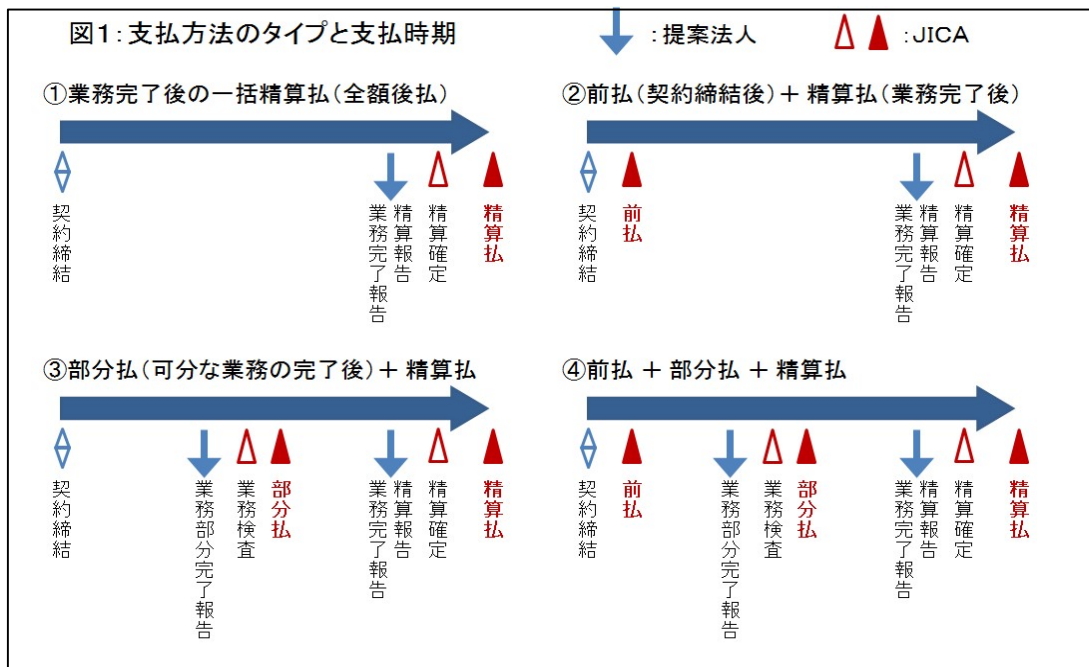 図1：支払方法のタイプと支払時期
：提案法人
：JICA
①業務完了後の一括精算払（全額後払）
契約締結
業務完了報告
精算報告
精算確定
精算払
②前払（契約締結後）＋ 精算払（業務完了後）
契約締結
前払
業務完了報告
精算報告
精算確定
精算払
③部分払（可分な業務の完了後）＋ 精算払
契約締結
業務部分完了報告
業務検査
部分払
業務完了報告
精算報告
精算確定
精算払
④前払 ＋ 部分払 ＋ 精算払
契約締結
前払
業務部分完了報告
業務検査
部分払
業務完了報告
精算報告
精算確定
精算払